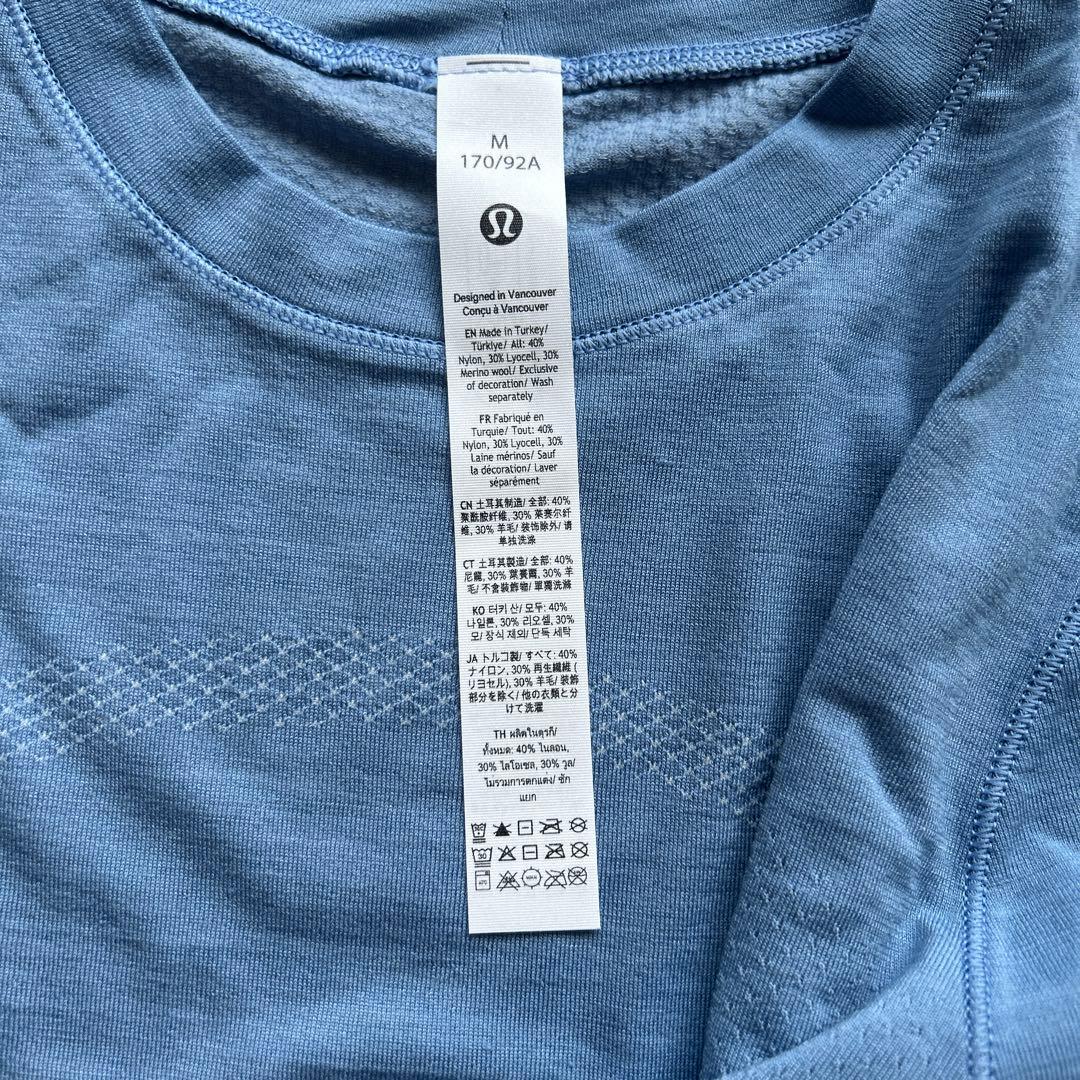 M
170/92A
Designed in Vancouver
Conçu à Vancouver
EN Made in Turkey/
Türkiye/ All: 40%
Nylon, 30% Lyocell, 30%
Merino wool/ Exclusive
of decoration/ Wash
separately
FR Fabriqué en
Turquie/ Tout: 40%
Nylon, 30% Lyocell, 30%
Laine mérinos/ Sauf
la décoration/ Laver
séparément
CN 土耳其制造/ 全部: 40%
聚酰胺纤维, 30% 莱赛尔纤
维, 30% 羊毛/ 装饰除外/ 请
单独洗涤
CT 土耳其製造/ 全部: 40%
尼龍, 30% 萊賽爾, 30% 羊
毛/ 不含裝飾物/ 單獨洗滌
KO 터키 산/ 모두: 40%
나일론, 30% 리오셀, 30%
모/ 장식 제외/ 단독 세탁
JA トルコ製/ すべて: 40%
ナイロン, 30% 再生繊維 (
リヨセル), 30% 羊毛/ 装飾
部分を除く/ 他の衣類と分
けて洗濯
TH ผลิตในตุรกี/
ทั้งหมด: 40% ไนลอน,
30% ไลโอเซล, 30% วูล/
ไม่รวมการตกแต่ง/ ซัก
แยก
30